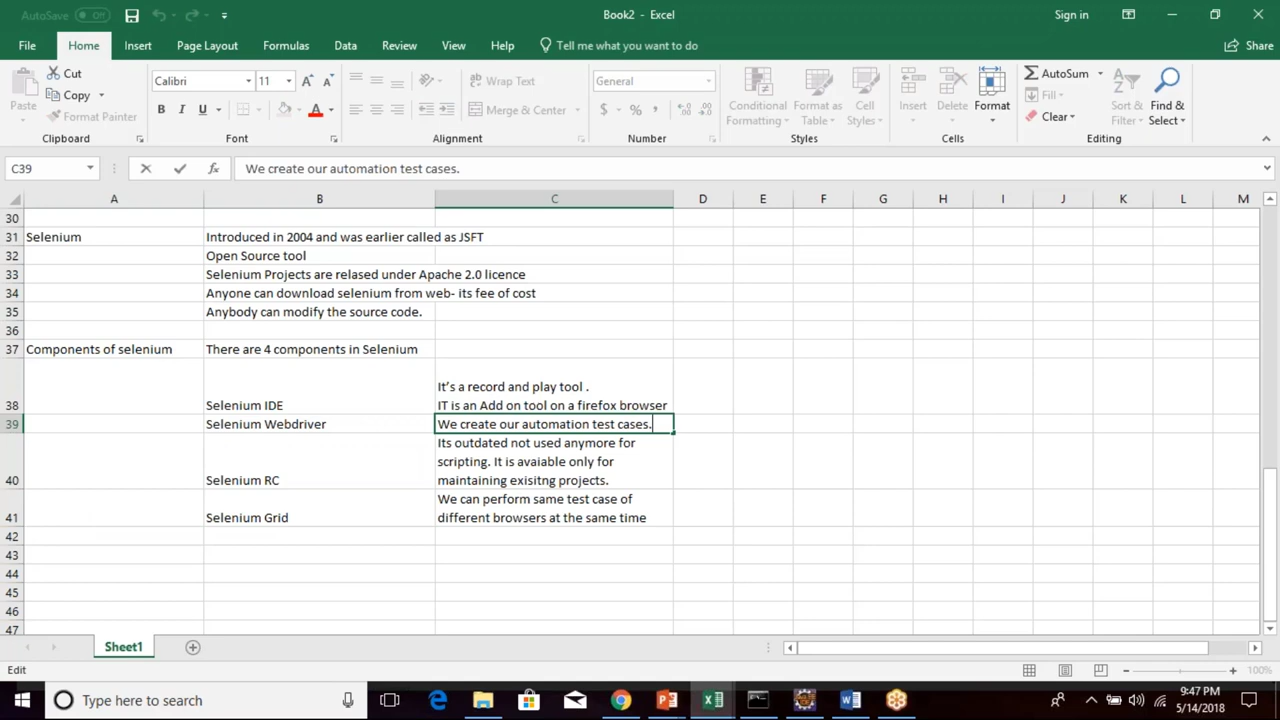 AutoSave Off
Book2 - Excel
Sign in
File Home Insert Page Layout Formulas Data Review View Help Tell me what you want to do Share
Paste Cut Copy Format Painter
Calibri 11
B I U A
Wrap Text
Merge & Center
General
$ % ,
Conditional Formatting
Format as Table
Cell Styles
Insert Delete Format
AutoSum
Fill
Clear
Sort & Filter
Find & Select
Clipboard Font Alignment Number Styles Cells Editing
C39 fx We create our automation test cases.
A B C D E F G H I J K L M
30
31 Selenium Introduced in 2004 and was earlier called as JSFT
32 Open Source tool
33 Selenium Projects are relased under Apache 2.0 licence
34 Anyone can download selenium from web- its fee of cost
35 Anybody can modify the source code.
36
37 Components of selenium There are 4 components in Selenium
It's a record and play tool .
38 Selenium IDE IT is an Add on tool on a firefox browser
39 Selenium Webdriver We create our automation test cases.
Its outdated not used anymore for
scripting. It is avaiable only for
40 Selenium RC maintaining exisitng projects.
We can perform same test case of
41 Selenium Grid different browsers at the same time
42
43
44
45
46
47
Sheet1
Edit
100%
Type here to search
9:47 PM
5/14/2018